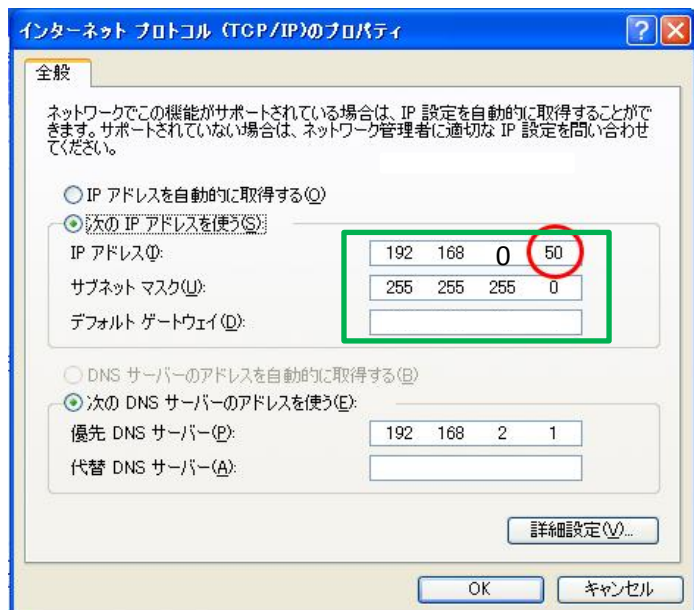 インターネット プロトコル (TCP/IP)のプロパティ
全般
ネットワークでこの機能がサポートされている場合は、IP 設定を自動的に取得することがで
きます。サポートされていない場合は、ネットワーク管理者に適切な IP 設定を問い合わせ
てください。
IP アドレスを自動的に取得する(O)
次の IP アドレスを使う(S):
IP アドレス(I): 192 168 0 50
サブネット マスク(U): 255 255 255 0
デフォルト ゲートウェイ(D):
DNS サーバーのアドレスを自動的に取得する(B)
次の DNS サーバーのアドレスを使う(E):
優先 DNS サーバー(P): 192 168 2 1
代替 DNS サーバー(A):
詳細設定(V)...
OK キャンセル